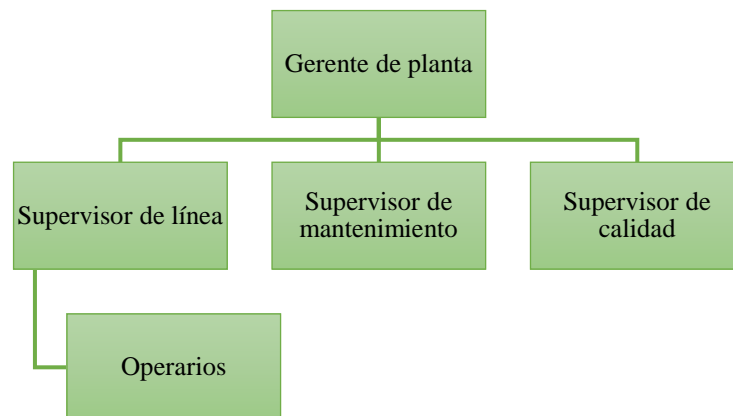 Gerente de planta
Supervisor de línea
Supervisor de
mantenimiento
Supervisor de
calidad
Operarios